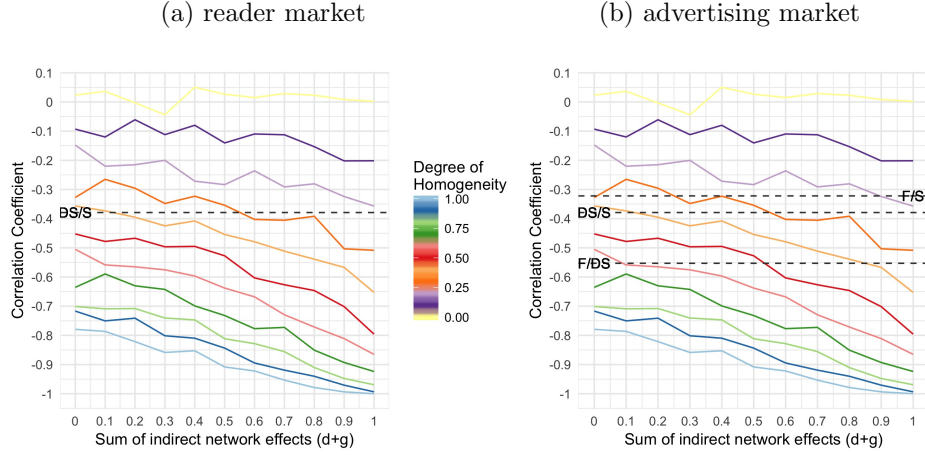 (a) reader market
(b) advertising market
0.1
0
-0.1
-0.2
-0.3
-0.4
-0.5
-0.6
-0.7
-0.8
-0.9
-1
Correlation Coefficient
DS/S
0 0.1 0.2 0.3 0.4 0.5 0.6 0.7 0.8 0.9 1
Sum of indirect network effects (d+g)
Degree of
Homogeneity
1.00
0.75
0.50
0.25
0.00
0.1
0
-0.1
-0.2
-0.3
-0.4
-0.5
-0.6
-0.7
-0.8
-0.9
-1
Correlation Coefficient
F/S
DS/S
F/DS
0 0.1 0.2 0.3 0.4 0.5 0.6 0.7 0.8 0.9 1
Sum of indirect network effects (d+g)